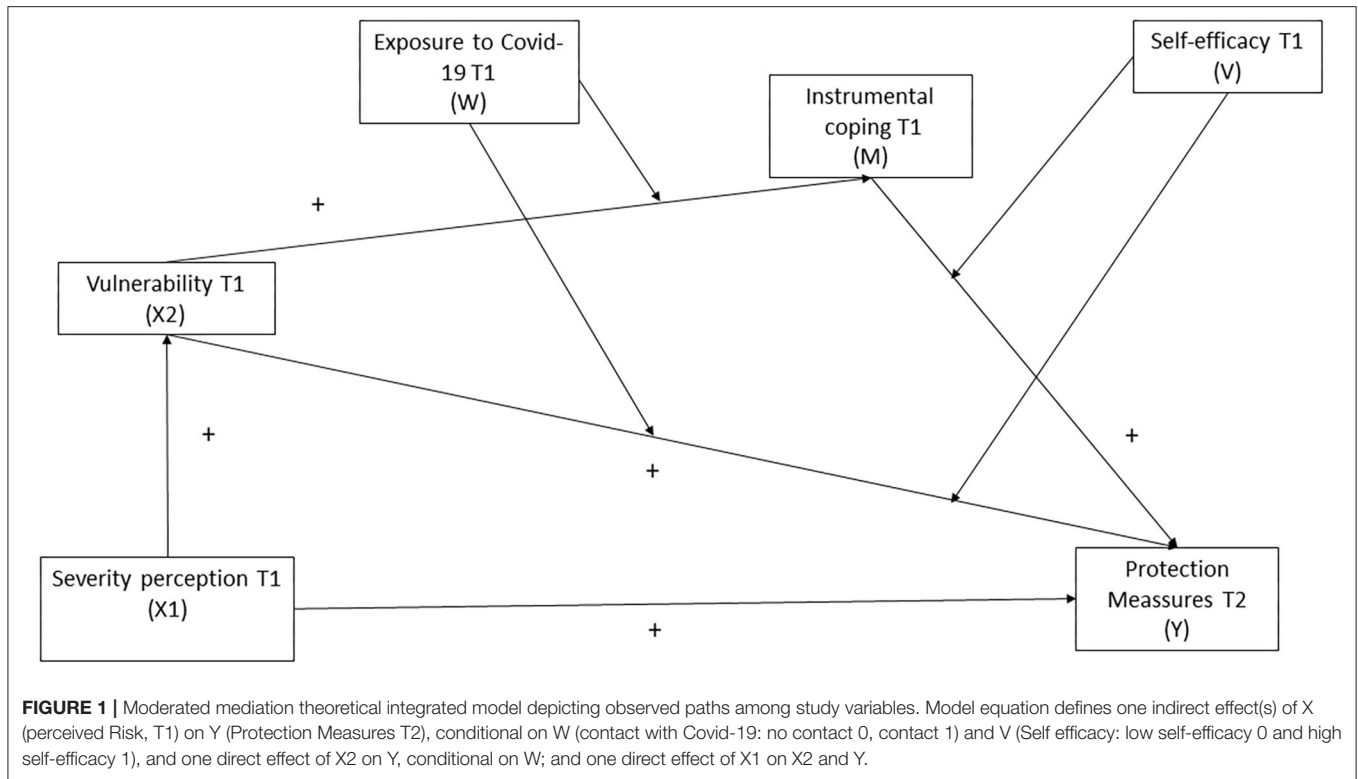 Exposure to Covid-
19 T1
(W)
Self-efficacy T1
(V)
Instrumental
coping T1
(M)
+
Vulnerability T1
(X2)
+
+
+
Severity perception T1
(X1)
+
Protection
Meassures T2
(Y)
FIGURE 1 | Moderated mediation theoretical integrated model depicting observed paths among study variables. Model equation defines one indirect effect(s) of X
(perceived Risk, T1) on Y (Protection Measures T2), conditional on W (contact with Covid-19: no contact 0, contact 1) and V (Self efficacy: low self-efficacy 0 and high
self-efficacy 1), and one direct effect of X2 on Y, conditional on W; and one direct effect of X1 on X2 and Y.